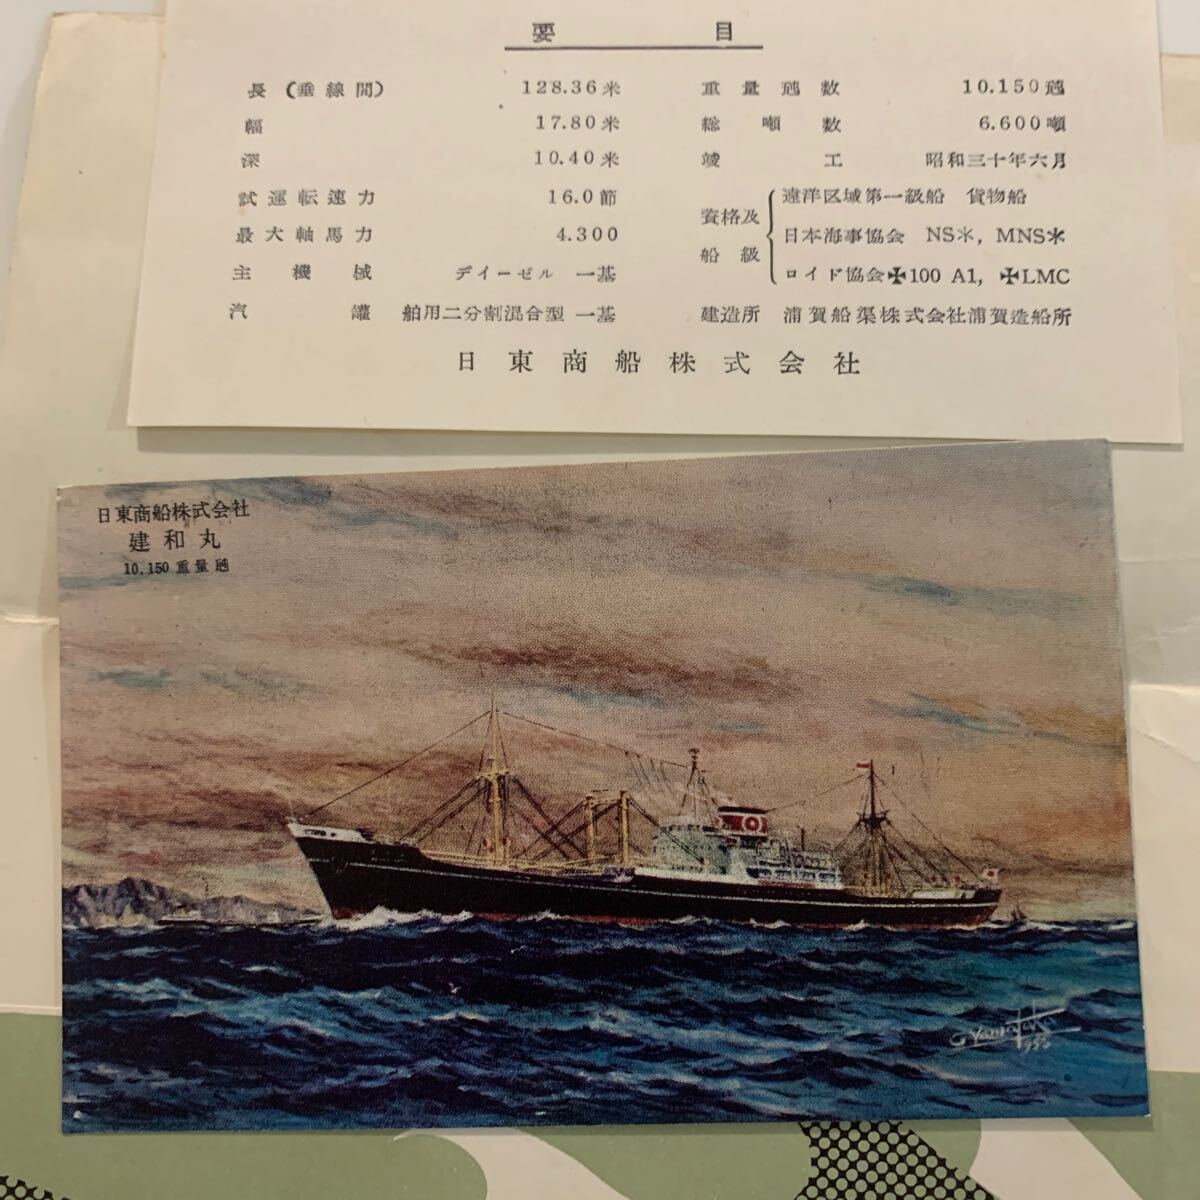 要目
長(垂線間) 128.36米
幅 17.80米
深 10.40米
試運転速力 16.0節
最大軸馬力 4.300
主機械 デイーゼル 一基
汽罐 舶用二分割混合型 一基
重量瓲数 10.150瓲
総噸数 6.600噸
竣工 昭和三十年六月
資格及船級
遠洋区域第一級船 貨物船
日本海事協会 NS*, MNS*
ロイド協会✠100 A1, ✠LMC
建造所 浦賀船渠株式会社浦賀造船所
日東商船株式会社
日東商船株式会社
建和丸
10.150重量瓲